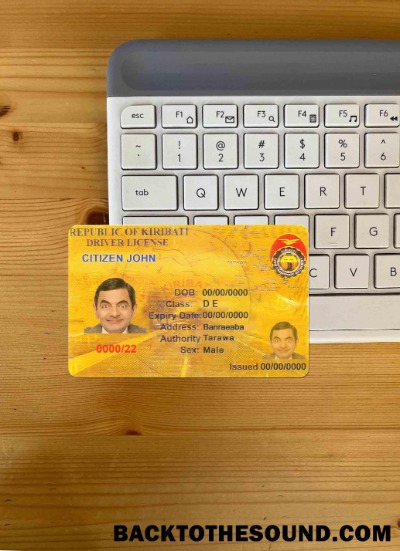 esc F1 F2 F3 F4 F5 F6
~ ! @ # $ % ^
` 1 2 3 4 5 6
tab Q W E R T
F G
C V B
REPUBLIC OF KIRIBATI
DRIVER LICENSE
CITIZEN JOHN
DOB: 00/00/0000
Class: D E
Expiry Date: 00/00/0000
Address: Banraeaba
Authority Tarawa
Sex: Male
0000/22
Issued 00/00/0000
BACKTOTHESOUND.COM